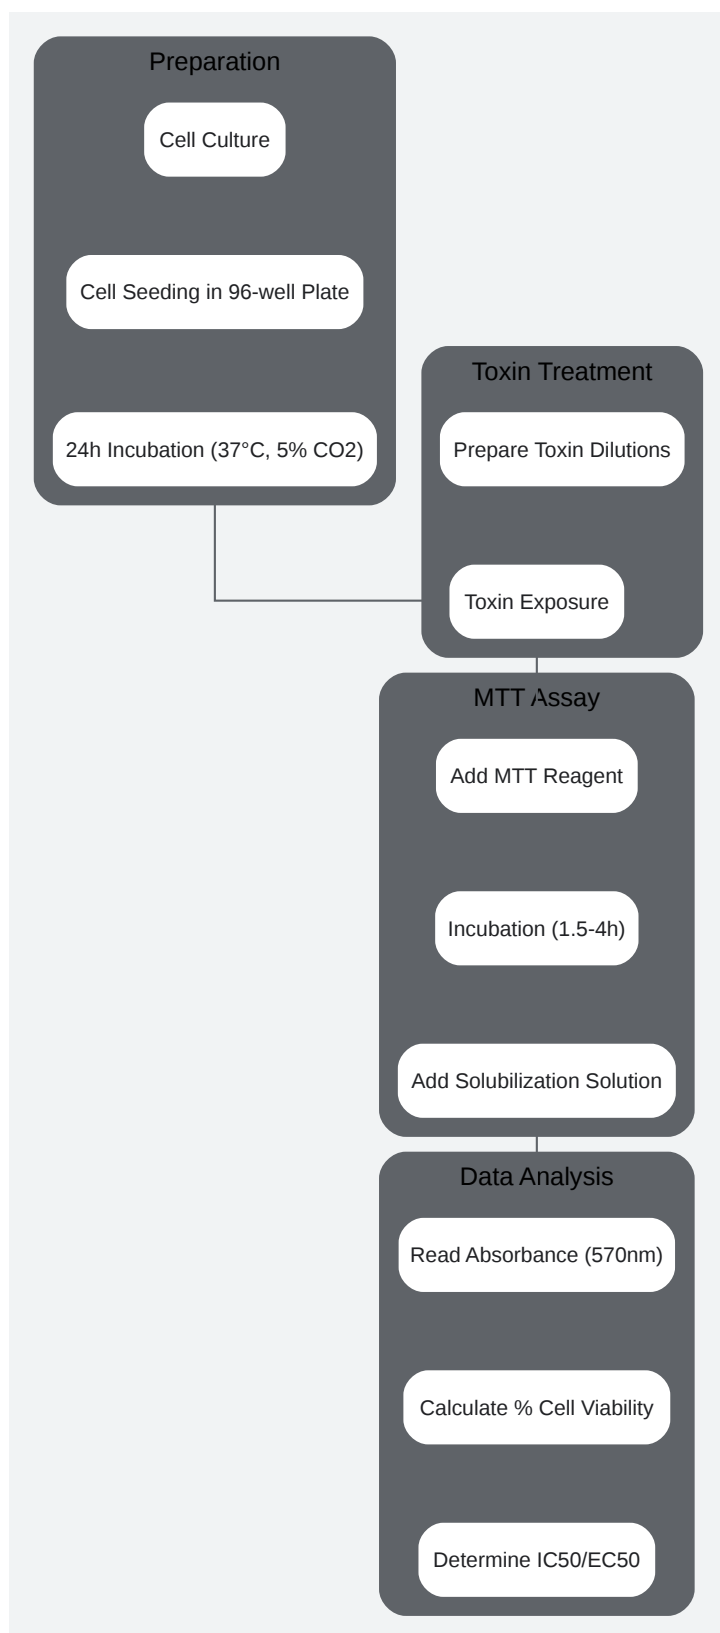 Preparation
Cell Culture
Cell Seeding in 96-well Plate
24h Incubation (37°C, 5% CO2)
Toxin Treatment
Prepare Toxin Dilutions
Toxin Exposure
MTT Assay
Add MTT Reagent
Incubation (1.5-4h)
Add Solubilization Solution
Data Analysis
Read Absorbance (570nm)
Calculate % Cell Viability
Determine IC50/EC50